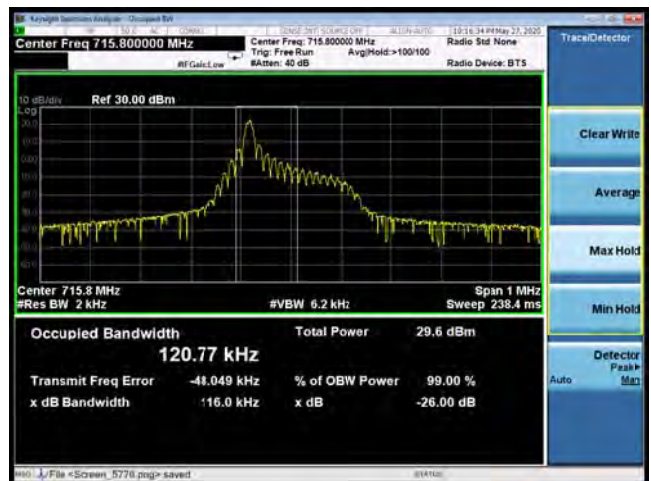 Keysight Spectrum Analyzer - Occupied BW
Center Freq 715.800000 MHz
Center Freq: 715.80000 MHz
Trig: Free Run
Avg|Hold:>100/100
#Atten: 40 dB
#IFGain:Low
10:16:34 PM May 27, 2020
Radio Std: None
Radio Device: BTS
Trace/Detector
10 dB/div
Ref 30.00 dBm
Log
Clear Write
Average
Max Hold
Min Hold
Detector
Peak
Auto
Man
Center 715.8 MHz
Span 1 MHz
#Res BW 2 kHz
#VBW 6.2 kHz
Sweep 238.4 ms
Occupied Bandwidth
120.77 kHz
Total Power
29.6 dBm
Transmit Freq Error
-48.049 kHz
% of OBW Power
99.00 %
x dB Bandwidth
116.0 kHz
x dB
-26.00 dB
MSG
File <Screen_5770.png> saved
STATUS